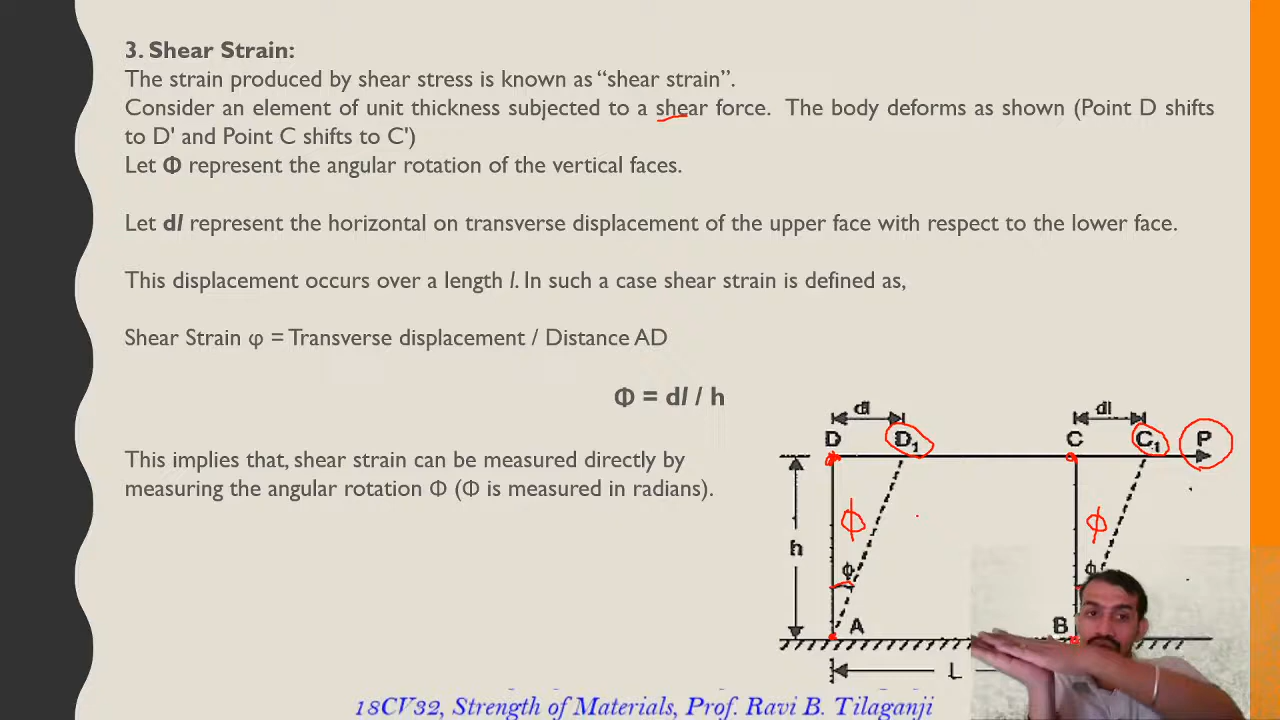 3. Shear Strain:
The strain produced by shear stress is known as “shear strain”.
Consider an element of unit thickness subjected to a shear force. The body deforms as shown (Point D shifts
to D' and Point C shifts to C')
Let Φ represent the angular rotation of the vertical faces.
Let dl represent the horizontal on transverse displacement of the upper face with respect to the lower face.
This displacement occurs over a length l. In such a case shear strain is defined as,
Shear Strain φ = Transverse displacement / Distance AD
Φ = dl / h
This implies that, shear strain can be measured directly by
measuring the angular rotation Φ (Φ is measured in radians).
dl dl
D D₁ C C₁ P
Φ Φ
h
Φ Φ
A B
L
18CV32, Strength of Materials, Prof. Ravi B. Tilaganji